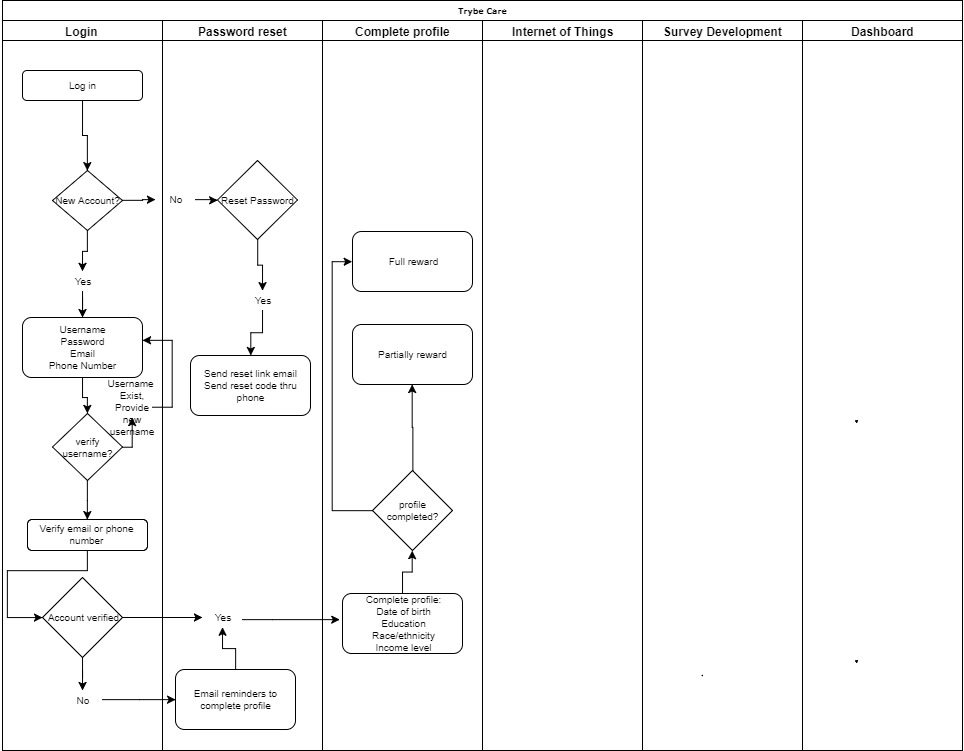 Trybe Care
Login
Password reset
Complete profile
Internet of Things
Survey Development
Dashboard
Log in
New Account?
No
Reset Password
Yes
Yes
Username
Password
Email
Phone Number
Username
Exist,
Provide
new
username
verify
username?
Verify email or phone
number
Account verified
No
Send reset link email
Send reset code thru
phone
Yes
Email reminders to
complete profile
Full reward
Partially reward
profile
completed?
Complete profile:
Date of birth
Education
Race/ethnicity
Income level